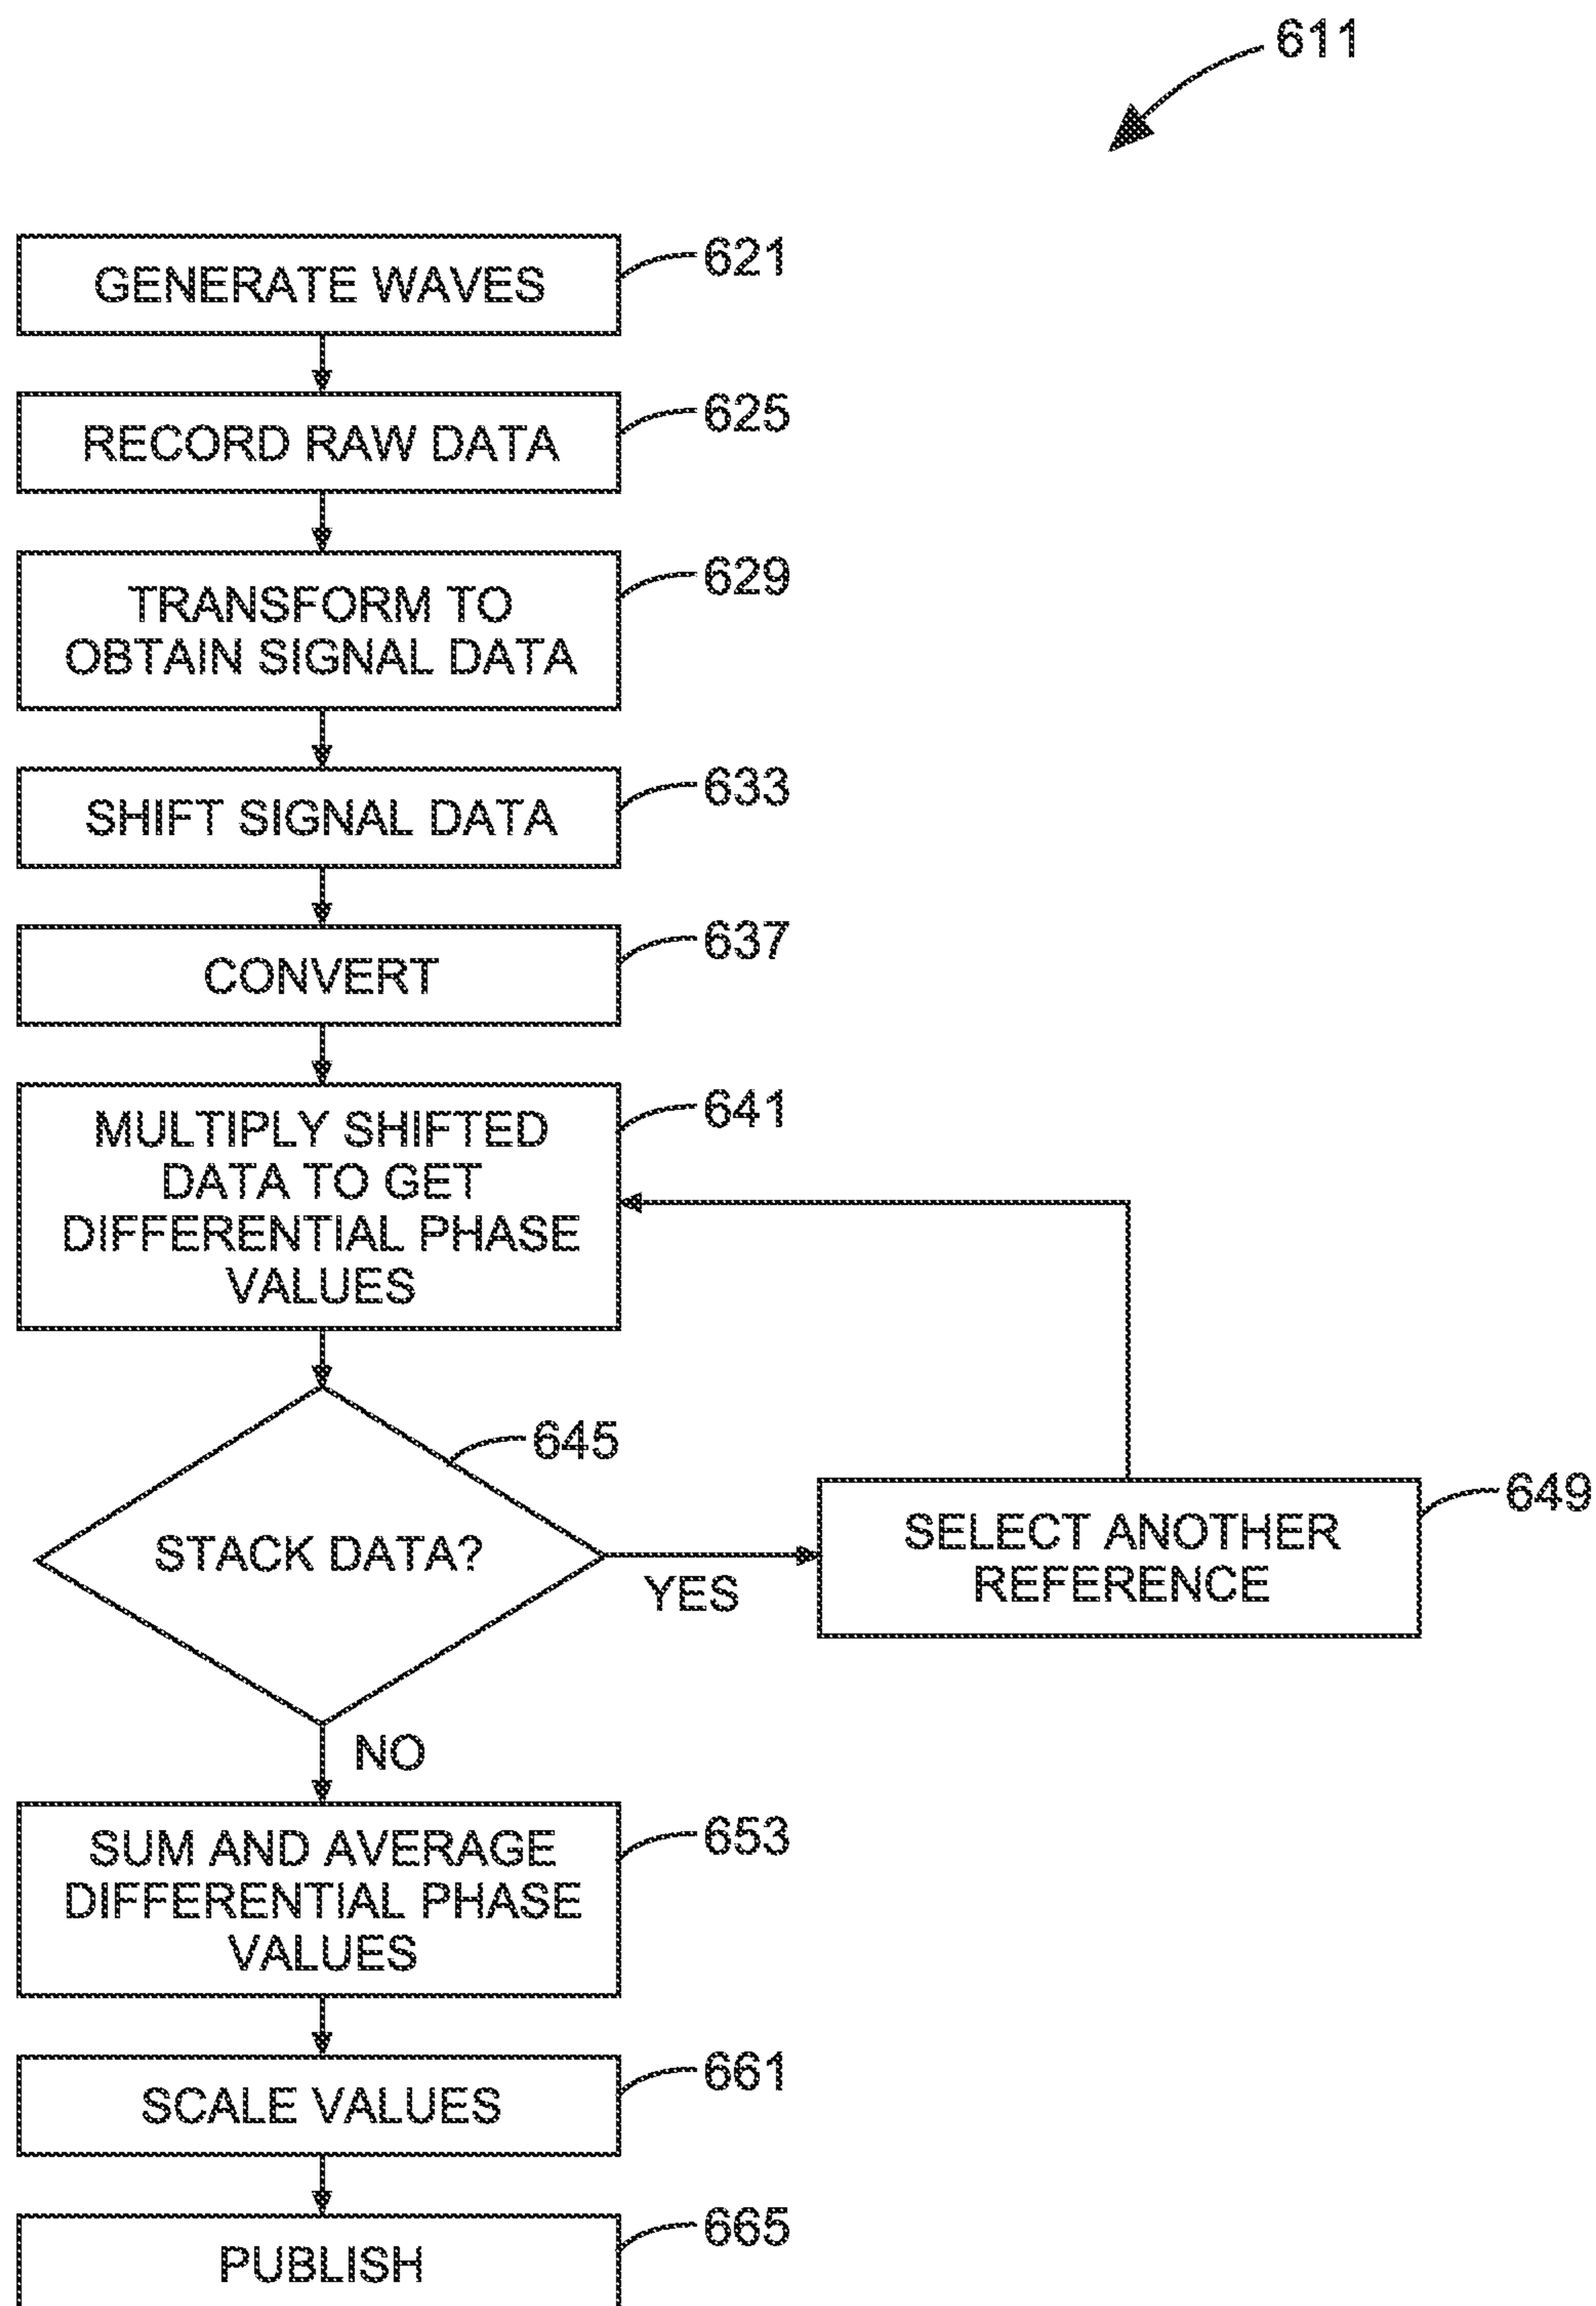 611
GENERATE WAVES
621
RECORD RAW DATA
625
TRANSFORM TO
OBTAIN SIGNAL DATA
629
SHIFT SIGNAL DATA
633
CONVERT
637
MULTIPLY SHIFTED
DATA TO GET
DIFFERENTIAL PHASE
VALUES
641
STACK DATA?
645
YES
SELECT ANOTHER
REFERENCE
649
NO
SUM AND AVERAGE
DIFFERENTIAL PHASE
VALUES
653
SCALE VALUES
661
PUBLISH
665